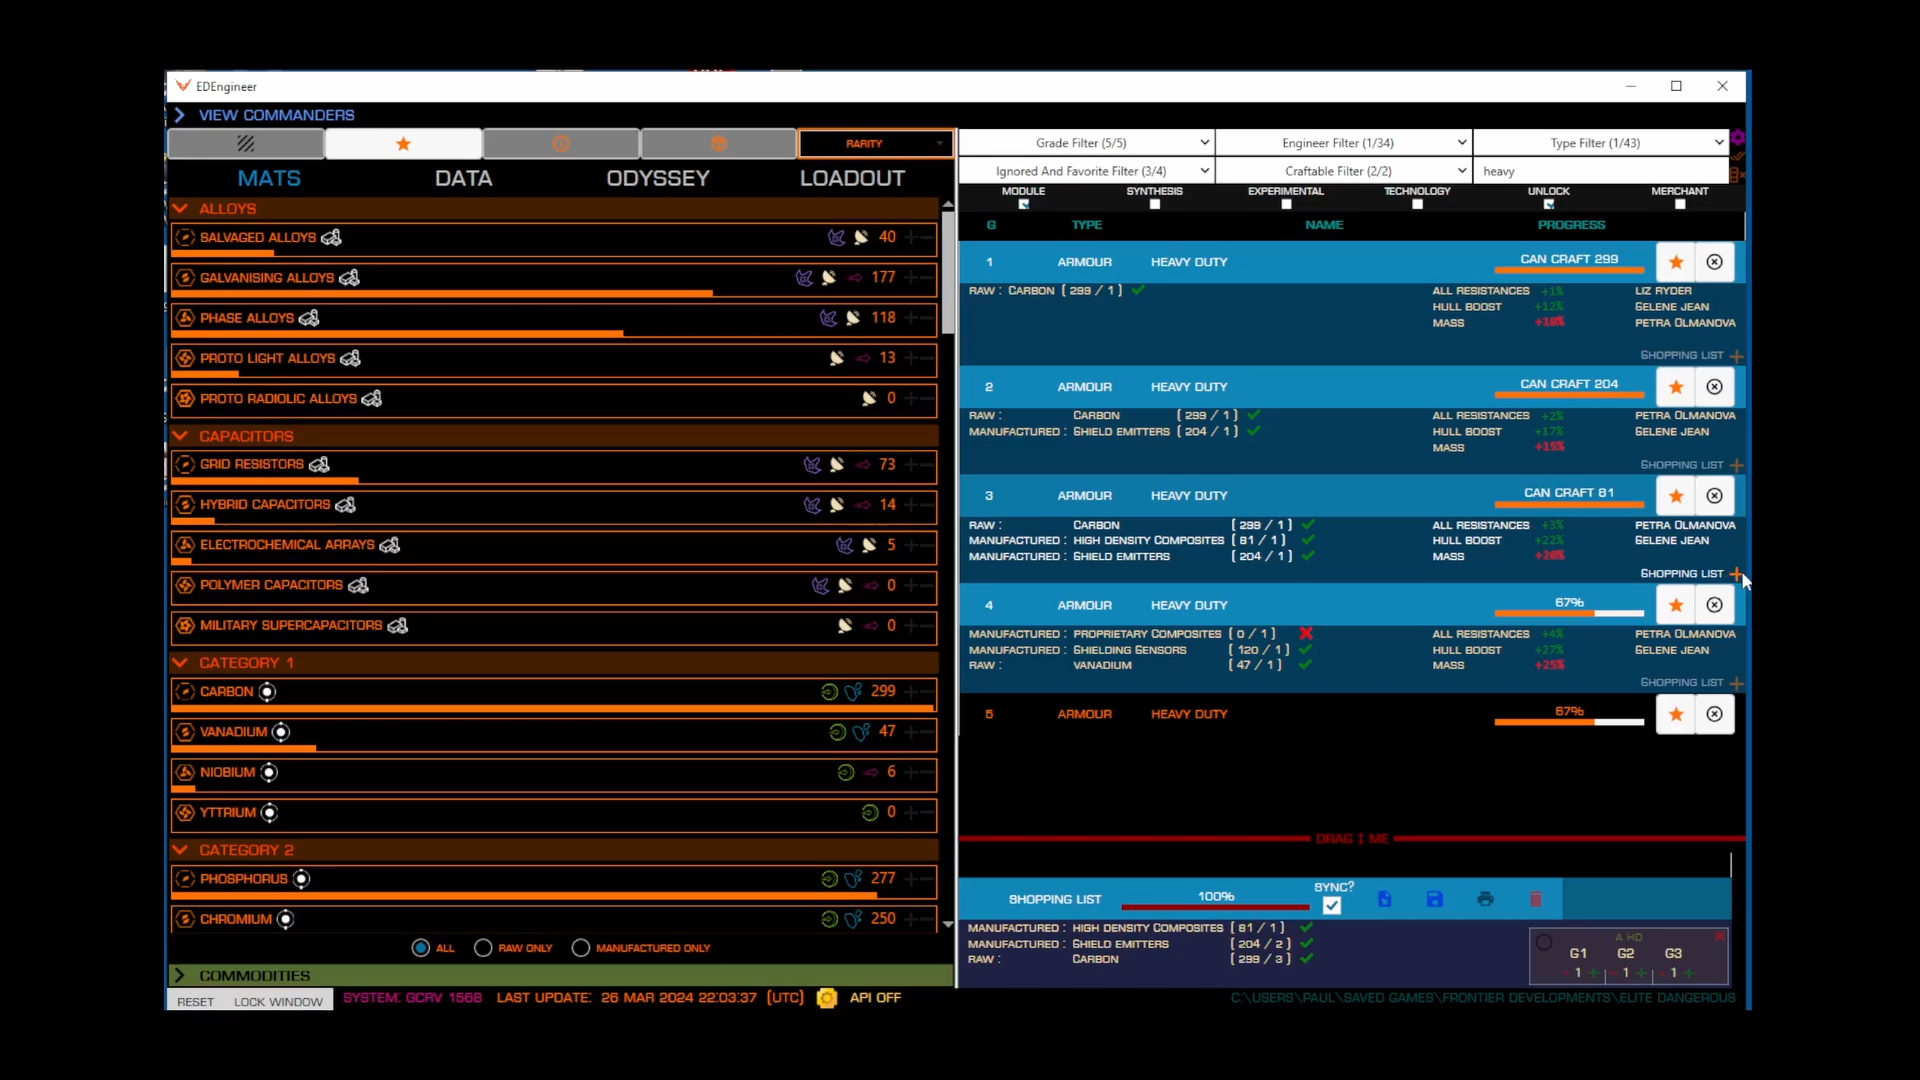 EDEngineer
VIEW COMMANDERS
RARITY
MATS DATA ODYSSEY LOADOUT
ALLOYS
SALVAGED ALLOYS 40
GALVANISING ALLOYS 177
PHASE ALLOYS 118
PROTO LIGHT ALLOYS 13
PROTO RADIOLIC ALLOYS 0
CAPACITORS
GRID RESISTORS 73
HYBRID CAPACITORS 14
ELECTROCHEMICAL ARRAYS 5
POLYMER CAPACITORS 0
MILITARY SUPERCAPACITORS 0
CATEGORY 1
CARBON 299
VANADIUM 47
NIOBIUM 6
YTTRIUM 0
CATEGORY 2
PHOSPHORUS 277
CHROMIUM 250
ALL RAW ONLY MANUFACTURED ONLY
COMMODITIES
RESET LOCK WINDOW SYSTEM: GCRV 1568 LAST UPDATE: 26 MAR 2024 22:03:37 (UTC) API OFF
Grade Filter (5/5) Engineer Filter (1/34) Type Filter (1/43)
Ignored And Favorite Filter (3/4) Craftable Filter (2/2) heavy
MODULE SYNTHESIS EXPERIMENTAL TECHNOLOGY UNLOCK MERCHANT
G TYPE NAME PROGRESS
1 ARMOUR HEAVY DUTY CAN CRAFT 299
RAW : CARBON ( 299 / 1 ) ALL RESISTANCES +1% LIZ RYDER
HULL BOOST +12% SELENE JEAN
MASS +10% PETRA OLMANOVA
SHOPPING LIST +
2 ARMOUR HEAVY DUTY CAN CRAFT 204
RAW : CARBON ( 299 / 1 ) ALL RESISTANCES +2% PETRA OLMANOVA
MANUFACTURED : SHIELD EMITTERS ( 204 / 1 ) HULL BOOST +17% SELENE JEAN
MASS +15%
SHOPPING LIST +
3 ARMOUR HEAVY DUTY CAN CRAFT 81
RAW : CARBON ( 299 / 1 ) ALL RESISTANCES +3% PETRA OLMANOVA
MANUFACTURED : HIGH DENSITY COMPOSITES ( 81 / 1 ) HULL BOOST +22% SELENE JEAN
MANUFACTURED : SHIELD EMITTERS ( 204 / 1 ) MASS +20%
SHOPPING LIST +
4 ARMOUR HEAVY DUTY 67%
MANUFACTURED : PROPRIETARY COMPOSITES ( 0 / 1 ) ALL RESISTANCES +4% PETRA OLMANOVA
MANUFACTURED : SHIELDING SENSORS ( 120 / 1 ) HULL BOOST +27% SELENE JEAN
RAW : VANADIUM ( 47 / 1 ) MASS +25%
SHOPPING LIST +
5 ARMOUR HEAVY DUTY 67%
DRAG ME
SHOPPING LIST 100% SYNC?
MANUFACTURED : HIGH DENSITY COMPOSITES ( 81 / 1 )
MANUFACTURED : SHIELD EMITTERS ( 204 / 2 )
RAW : CARBON ( 299 / 3 )
A HD
G1 G2 G3
- 1 + - 1 + - 1 +
C:\USERS\PAUL\SAVED GAMES\FRONTIER DEVELOPMENTS\ELITE DANGEROUS